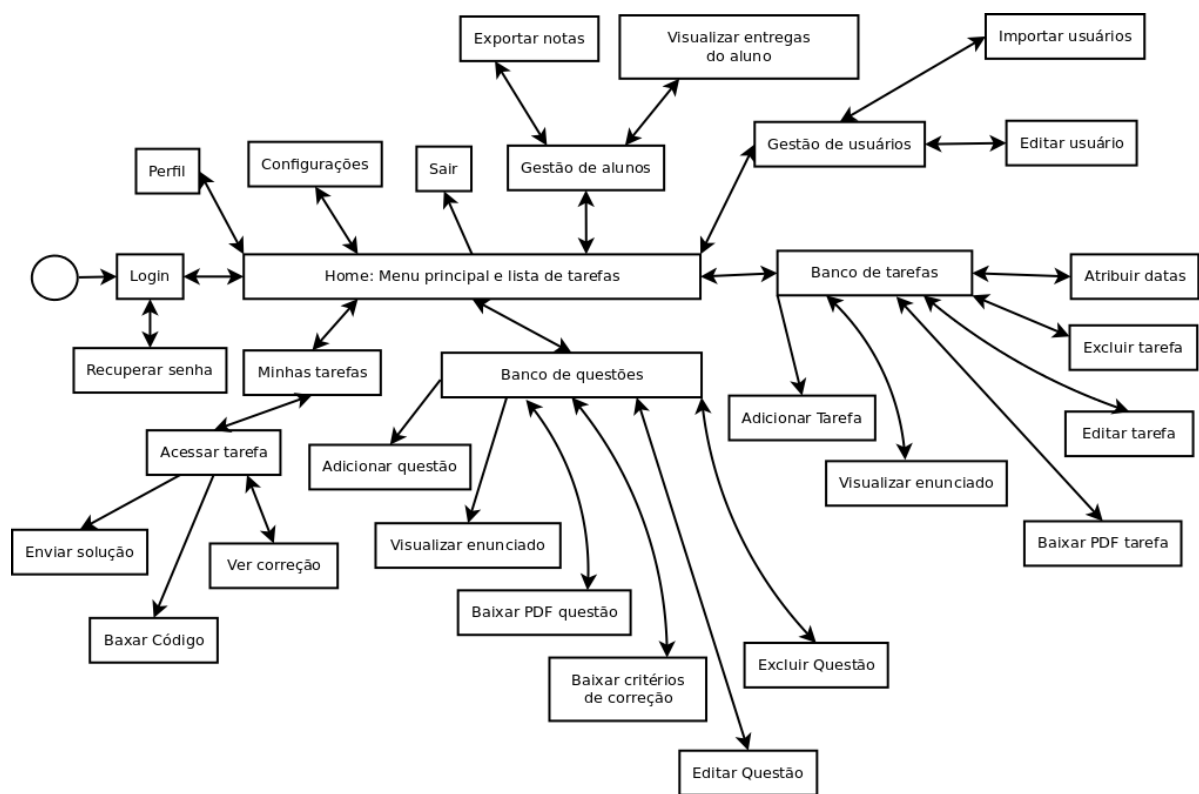 Exportar notas
Visualizar entregas
do aluno
Importar usuários
Gestão de usuários
Editar usuário
Perfil
Configurações
Sair
Gestão de alunos
Login
Home: Menu principal e lista de tarefas
Banco de tarefas
Atribuir datas
Recuperar senha
Minhas tarefas
Banco de questões
Excluir tarefa
Adicionar Tarefa
Editar tarefa
Acessar tarefa
Adicionar questão
Visualizar enunciado
Enviar solução
Ver correção
Visualizar enunciado
Baixar PDF tarefa
Baxar Código
Baixar PDF questão
Excluir Questão
Baixar critérios
de correção
Editar Questão